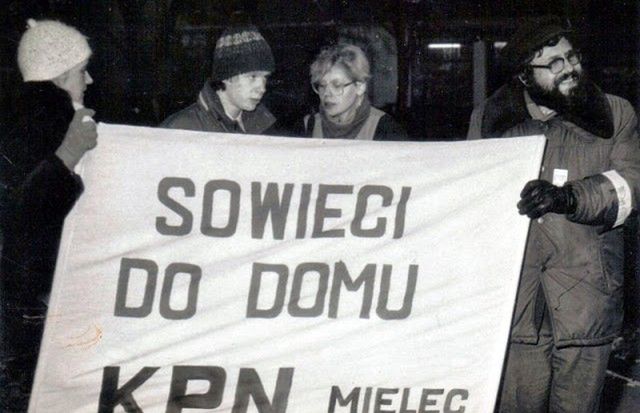 SOWIECI
DO DOMU
KPN MIELEC